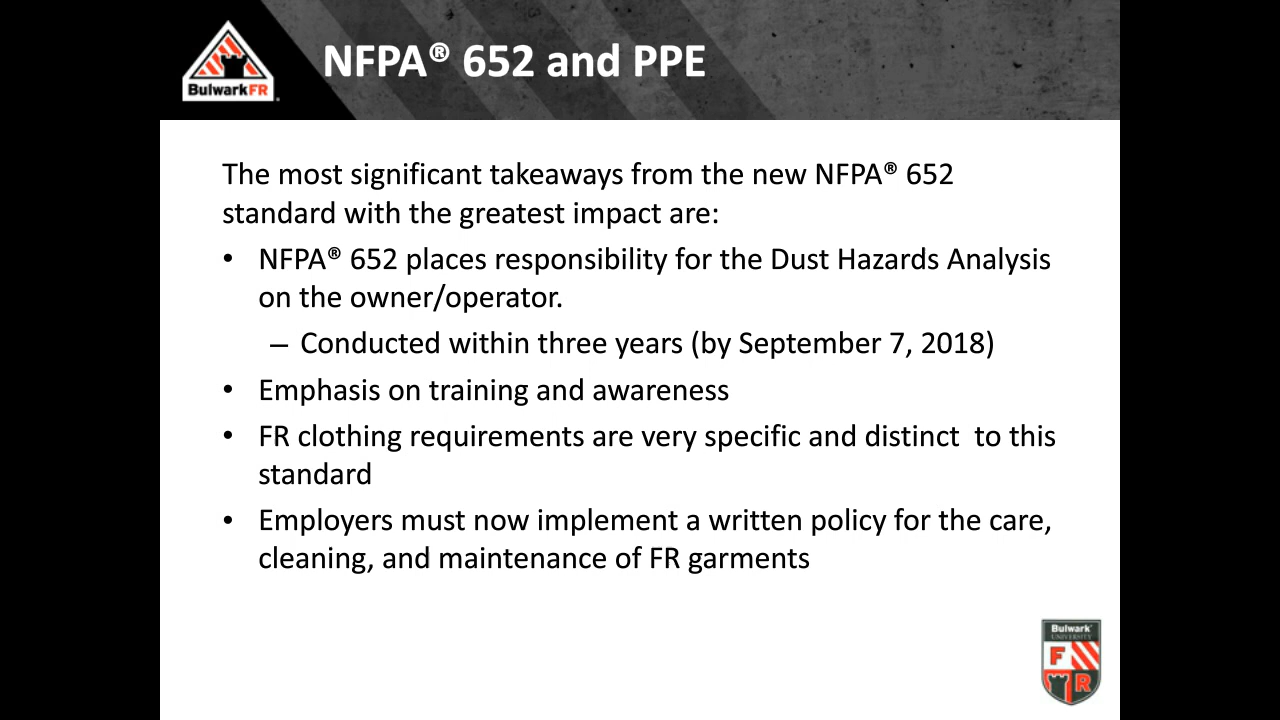 NFPA® 652 and PPE
BulwarkFR
The most significant takeaways from the new NFPA® 652
standard with the greatest impact are:
• NFPA® 652 places responsibility for the Dust Hazards Analysis
on the owner/operator.
– Conducted within three years (by September 7, 2018)
• Emphasis on training and awareness
• FR clothing requirements are very specific and distinct  to this
standard
• Employers must now implement a written policy for the care,
cleaning, and maintenance of FR garments
Bulwark
UNIVERSITY
F
R